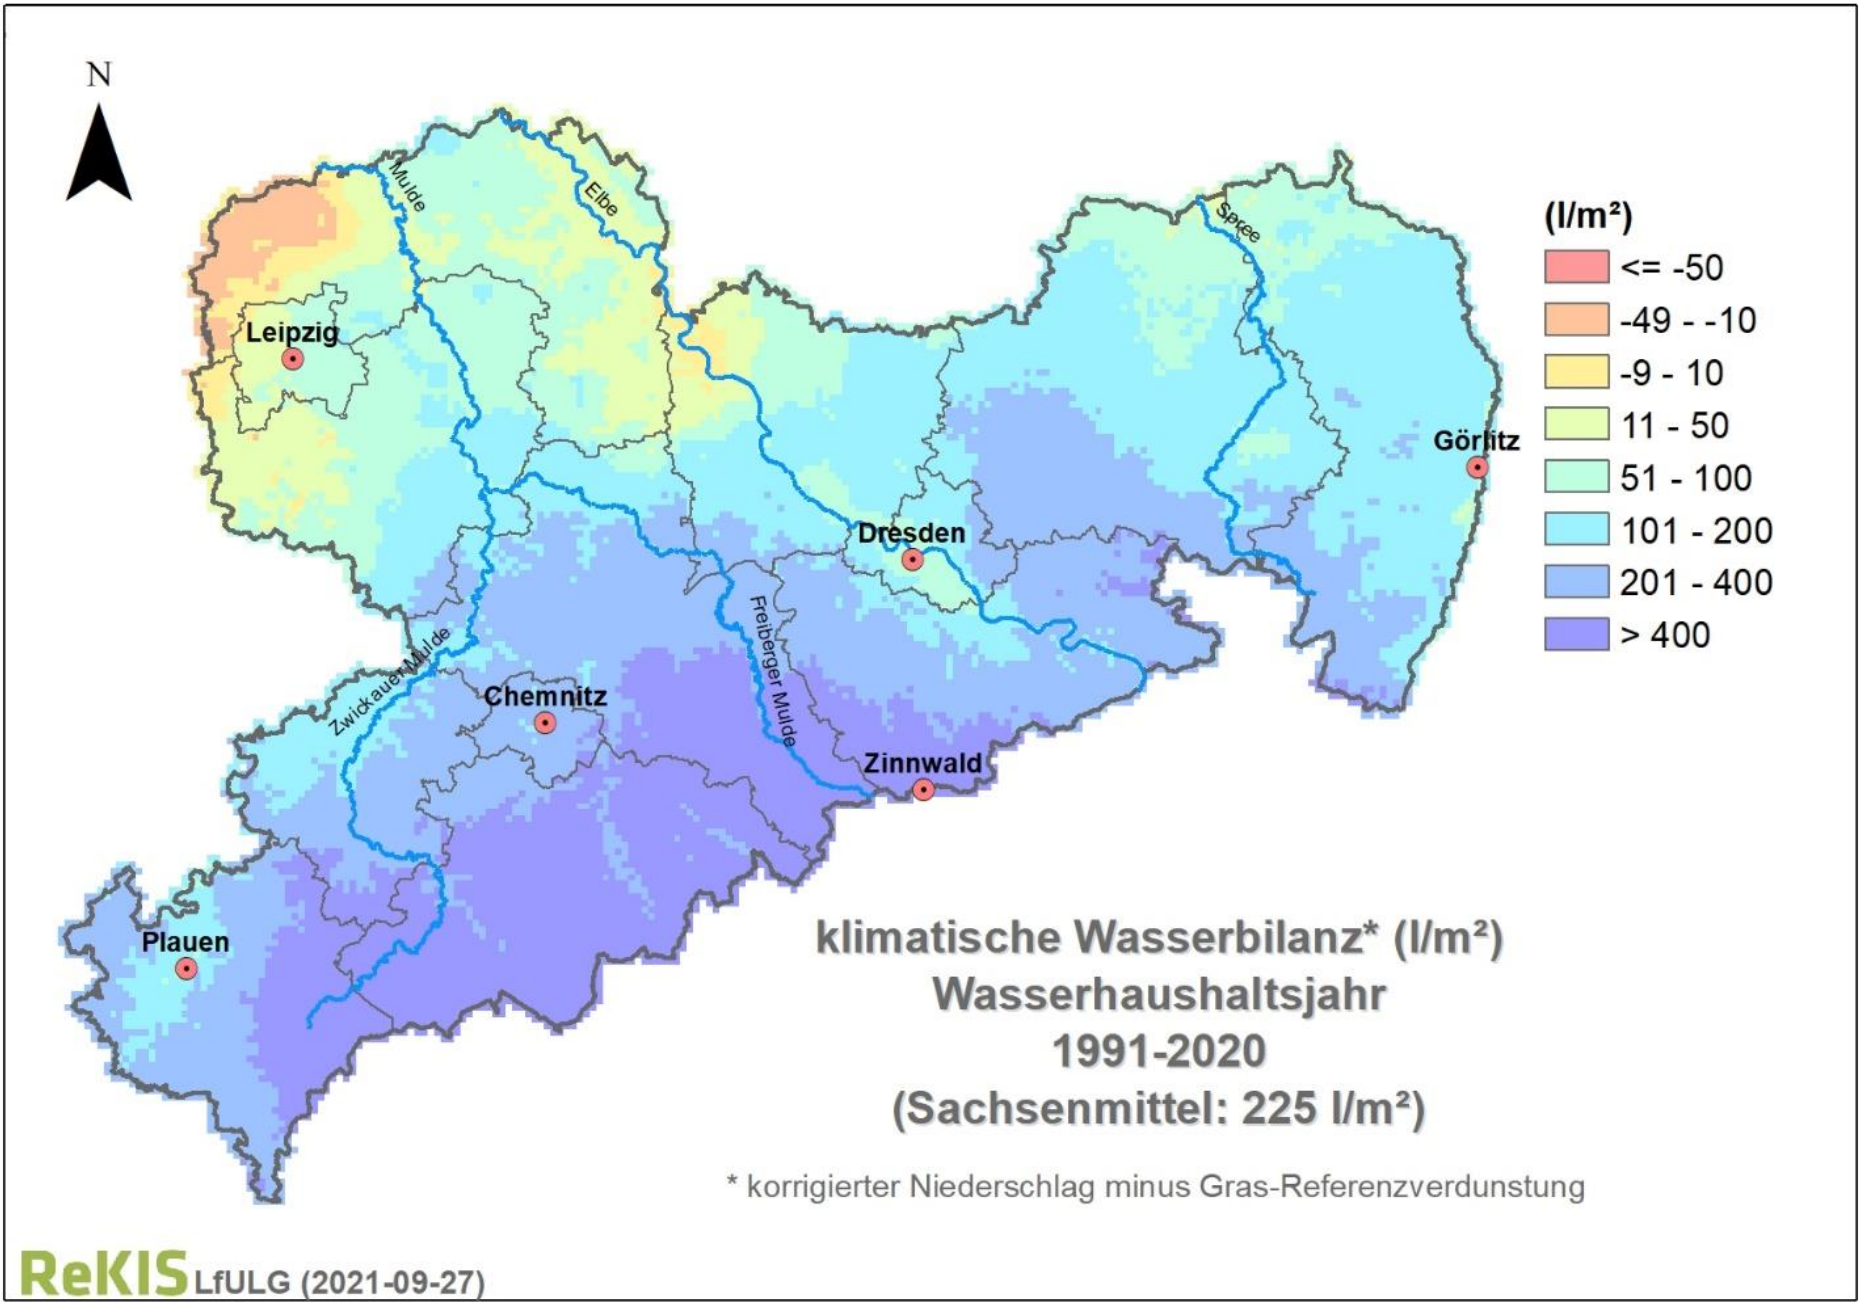 N
Mulde
Elbe
Spree
(l/m²)
<= -50
-49 - -10
-9 - 10
11 - 50
51 - 100
101 - 200
201 - 400
> 400
Leipzig
Görlitz
Dresden
Freiberger Mulde
Zwickauer Mulde
Chemnitz
Zinnwald
Plauen
klimatische Wasserbilanz* (l/m²)
Wasserhaushaltsjahr
1991-2020
(Sachsenmittel: 225 l/m²)
* korrigierter Niederschlag minus Gras-Referenzverdunstung
ReKIS LfULG (2021-09-27)